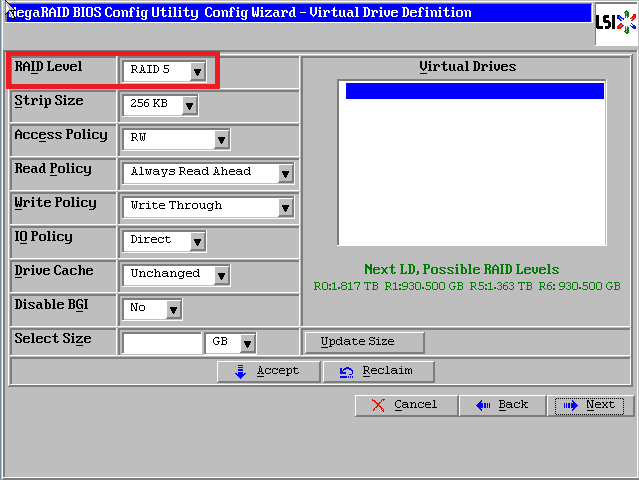 MegaRAID BIOS Config Utility Config Wizard - Virtual Drive Definition
LSI
RAID Level RAID 5
Virtual Drives
Strip Size 256 KB
Access Policy RW
Read Policy Always Read Ahead
Write Policy Write Through
IO Policy Direct
Drive Cache Unchanged
Next LD, Possible RAID Levels
R0:1.817 TB R1:930.500 GB R5:1.363 TB R6: 930.500 GB
Disable BGI No
Select Size GB Update Size
Accept Reclaim
Cancel Back Next